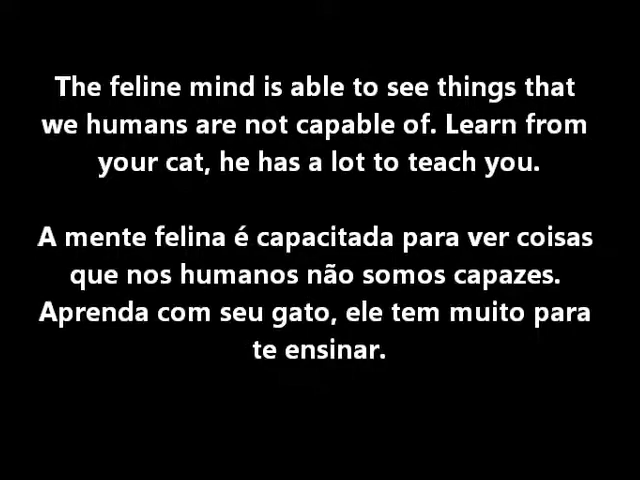 The feline mind is able to see things that
we humans are not capable of. Learn from
your cat, he has a lot to teach you.
A mente felina é capacitada para ver coisas
que nos humanos não somos capazes.
Aprenda com seu gato, ele tem muito para
te ensinar.